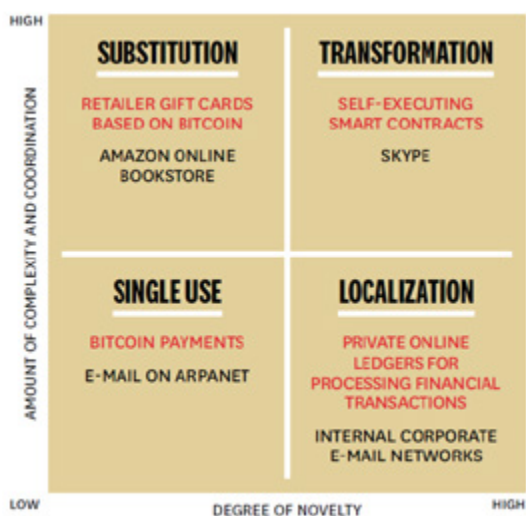 HIGH
SUBSTITUTION
RETAILER GIFT CARDS
BASED ON BITCOIN
AMAZON ONLINE
BOOKSTORE
TRANSFORMATION
SELF-EXECUTING
SMART CONTRACTS
SKYPE
AMOUNT OF COMPLEXITY AND COORDINATION
SINGLE USE
BITCOIN PAYMENTS
E-MAIL ON ARPANET
LOCALIZATION
PRIVATE ONLINE
LEDGERS FOR
PROCESSING FINANCIAL
TRANSACTIONS
INTERNAL CORPORATE
E-MAIL NETWORKS
LOW
DEGREE OF NOVELTY
HIGH